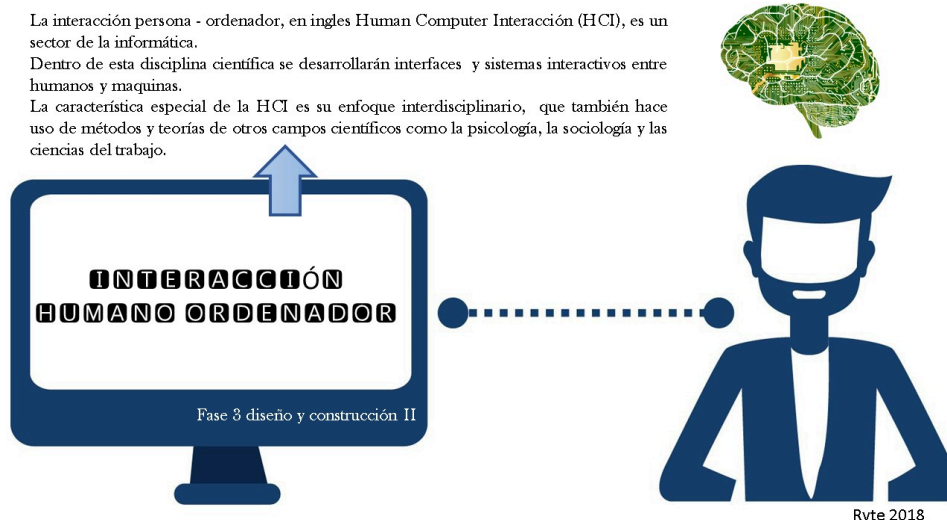 La interacción persona - ordenador, en ingles Human Computer Interacción (HCI), es un
sector de la informática.
Dentro de esta disciplina científica se desarrollarán interfaces y sistemas interactivos entre
humanos y maquinas.
La característica especial de la HCI es su enfoque interdisciplinario, que también hace
uso de métodos y teorías de otros campos científicos como la psicología, la sociología y las
ciencias del trabajo.
INTERACCIÓN
HUMANO ORDENADOR
Fase 3 diseño y construcción II
Ryte 2018